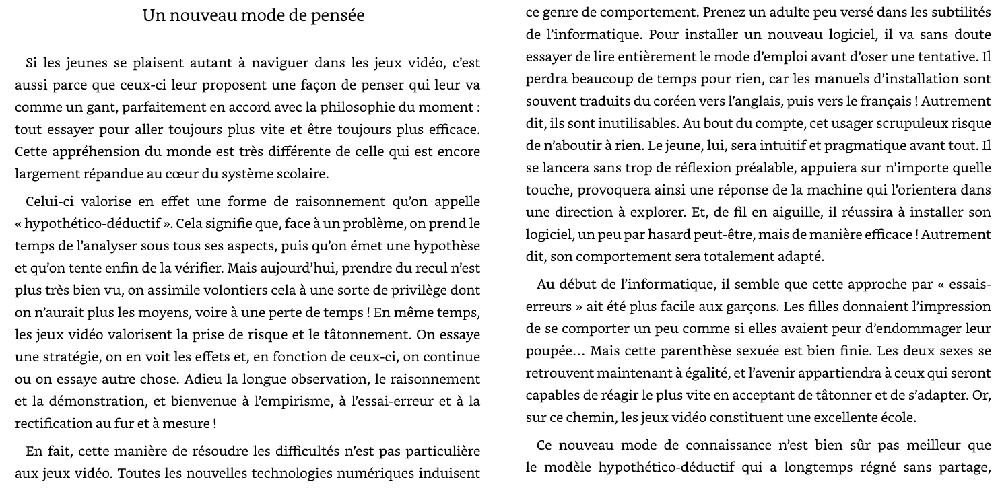 Un nouveau mode de pensée
Si les jeunes se plaisent autant à naviguer dans les jeux vidéo, c’est
aussi parce que ceux-ci leur proposent une façon de penser qui leur va
comme un gant, parfaitement en accord avec la philosophie du moment :
tout essayer pour aller toujours plus vite et être toujours plus efficace.
Cette appréhension du monde est très différente de celle qui est encore
largement répandue au cœur du système scolaire.
Celui-ci valorise en effet une forme de raisonnement qu’on appelle
« hypothético-déductif ». Cela signifie que, face à un problème, on prend le
temps de l’analyser sous tous ses aspects, puis qu’on émet une hypothèse
et qu’on tente enfin de la vérifier. Mais aujourd’hui, prendre du recul n’est
plus très bien vu, on assimile volontiers cela à une sorte de privilège dont
on n’aurait plus les moyens, voire à une perte de temps ! En même temps,
les jeux vidéo valorisent la prise de risque et le tâtonnement. On essaye
une stratégie, on en voit les effets et, en fonction de ceux-ci, on continue
ou on essaye autre chose. Adieu la longue observation, le raisonnement
et la démonstration, et bienvenue à l’empirisme, à l’essai-erreur et à la
rectification au fur et à mesure !
En fait, cette manière de résoudre les difficultés n’est pas particulière
aux jeux vidéo. Toutes les nouvelles technologies numériques induisent
ce genre de comportement. Prenez un adulte peu versé dans les subtilités
de l’informatique. Pour installer un nouveau logiciel, il va sans doute
essayer de lire entièrement le mode d’emploi avant d’oser une tentative. Il
perdra beaucoup de temps pour rien, car les manuels d’installation sont
souvent traduits du coréen vers l’anglais, puis vers le français ! Autrement
dit, ils sont inutilisables. Au bout du compte, cet usager scrupuleux risque
de n’aboutir à rien. Le jeune, lui, sera intuitif et pragmatique avant tout. Il
se lancera sans trop de réflexion préalable, appuiera sur n’importe quelle
touche, provoquera ainsi une réponse de la machine qui l’orientera dans
une direction à explorer. Et, de fil en aiguille, il réussira à installer son
logiciel, un peu par hasard peut-être, mais de manière efficace ! Autrement
dit, son comportement sera totalement adapté.
Au début de l’informatique, il semble que cette approche par « essais-
erreurs » ait été plus facile aux garçons. Les filles donnaient l’impression
de se comporter un peu comme si elles avaient peur d’endommager leur
poupée… Mais cette parenthèse sexuée est bien finie. Les deux sexes se
retrouvent maintenant à égalité, et l’avenir appartiendra à ceux qui seront
capables de réagir le plus vite en acceptant de tâtonner et de s’adapter. Or,
sur ce chemin, les jeux vidéo constituent une excellente école.
Ce nouveau mode de connaissance n’est bien sûr pas meilleur que
le modèle hypothético-déductif qui a longtemps régné sans partage,